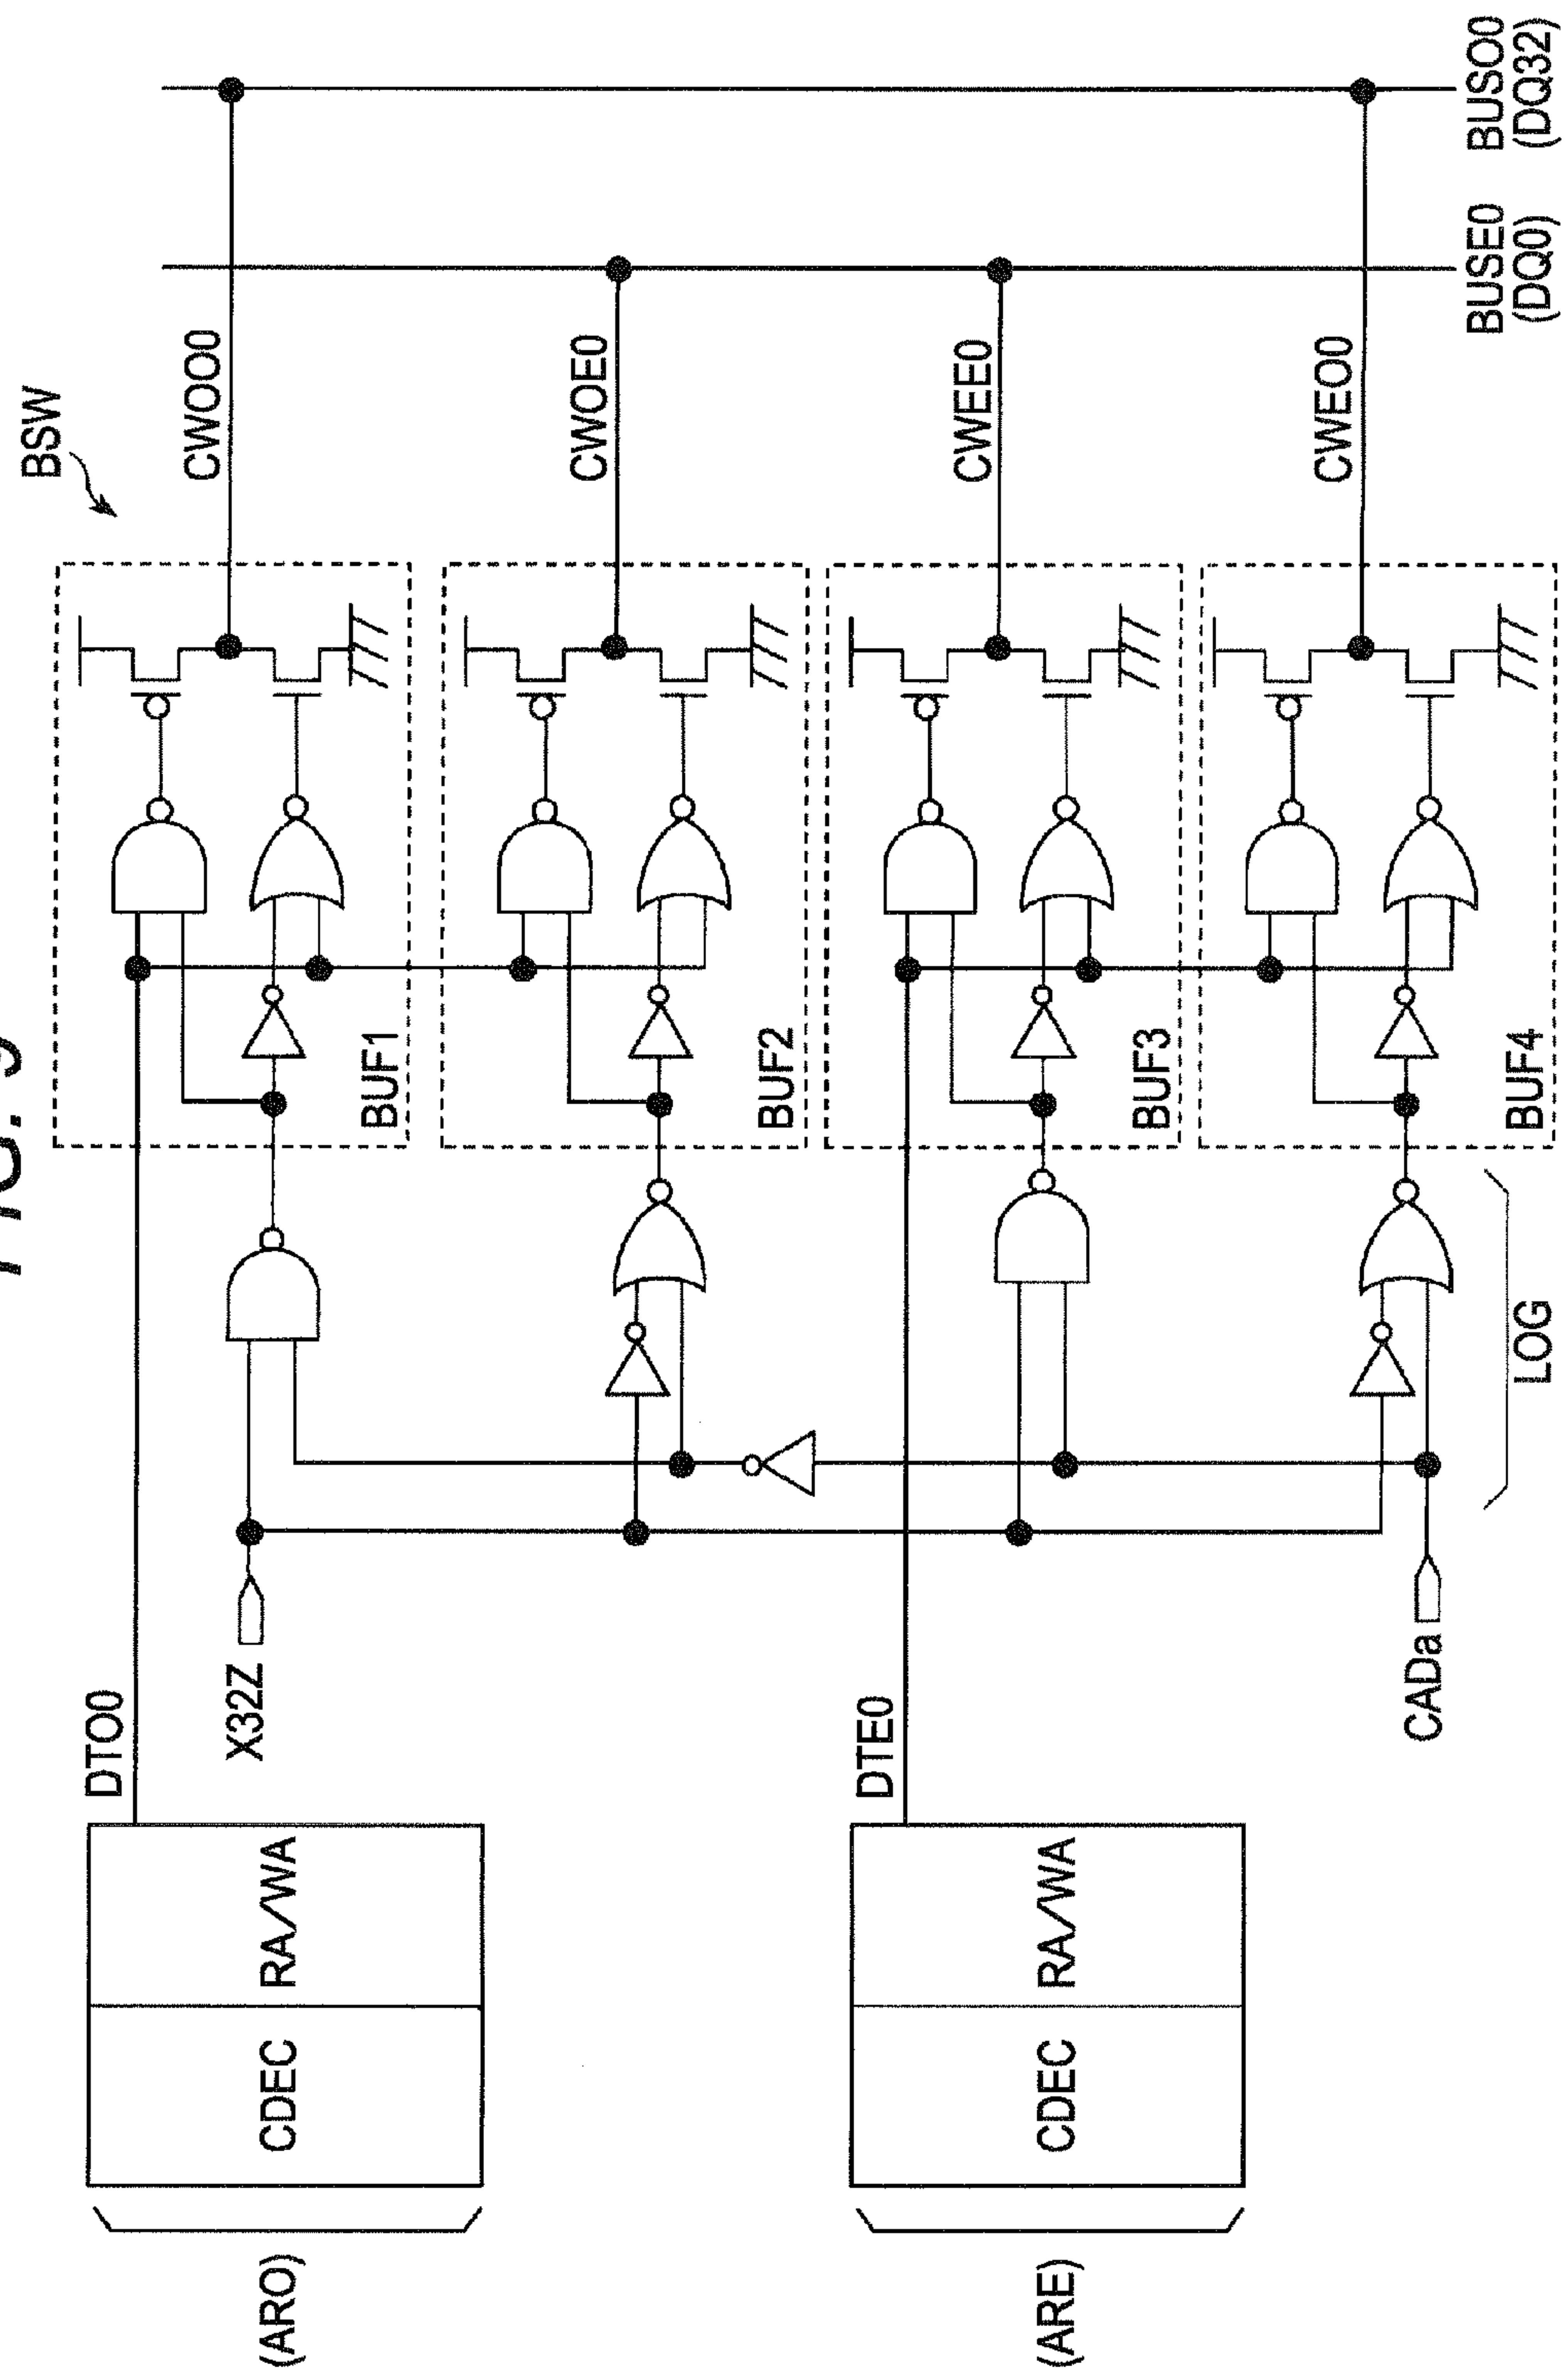 FIG.
BSW
(ARO)
CDEC
RA/WA
DTO0
X32Z
BUF1
CWOO0
BUF2
CWOE0
(ARE)
CDEC
RA/WA
DTE0
BUF3
CWEE0
CADa
LOG
BUF4
CWEO0
BUSE0
(DQ0)
BUSO0
(DQ32)